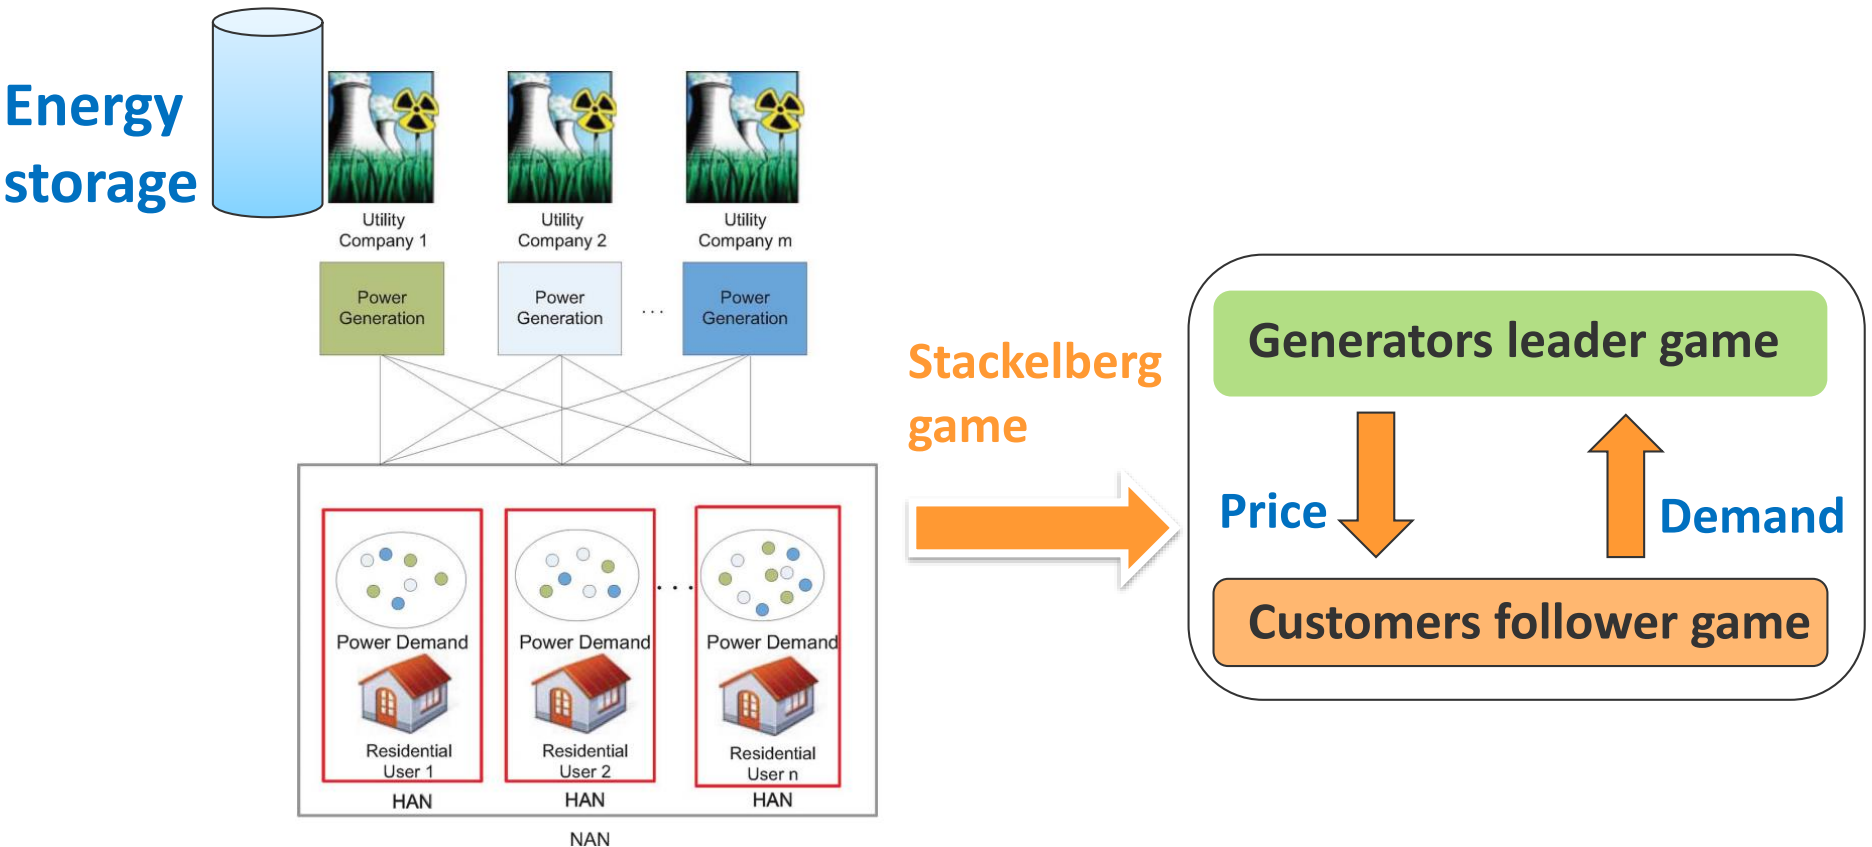 Energy
storage
Utility
Company 1
Utility
Company 2
Utility
Company m
Power
Generation
Power
Generation
...
Power
Generation
Power Demand
Residential
User 1
HAN
Power Demand
Residential
User 2
HAN
...
Power Demand
Residential
User n
HAN
NAN
Stackelberg
game
Generators leader game
Price
Demand
Customers follower game